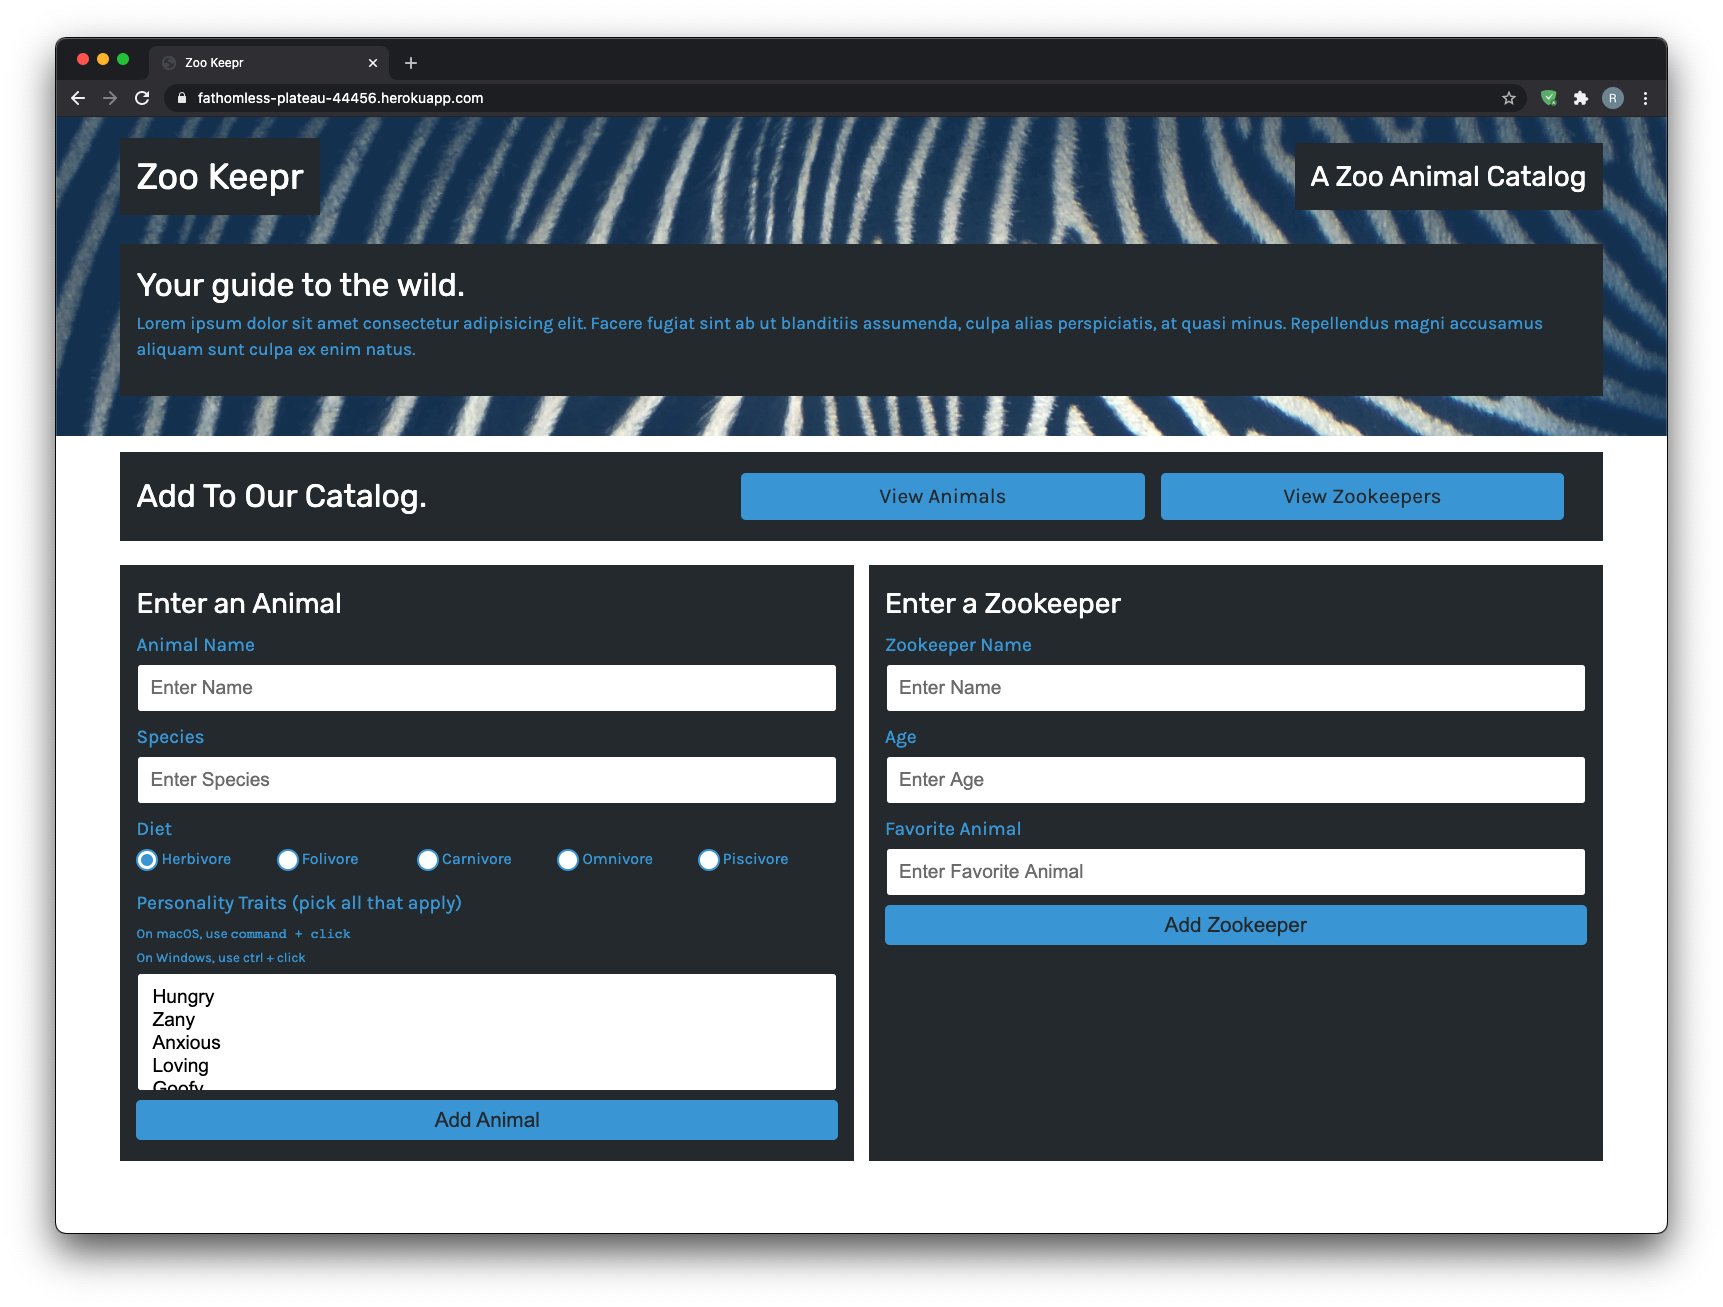 Zoo Keepr
fathomless-plateau-44456.herokuapp.com
R
Zoo Keepr
A Zoo Animal Catalog
Your guide to the wild.
Lorem ipsum dolor sit amet consectetur adipisicing elit. Facere fugiat sint ab ut blanditiis assumenda, culpa alias perspiciatis, at quasi minus. Repellendus magni accusamus
aliquam sunt culpa ex enim natus.
Add To Our Catalog.
View Animals
View Zookeepers
Enter an Animal
Animal Name
Enter Name
Species
Enter Species
Diet
Herbivore Folivore Carnivore Omnivore Piscivore
Personality Traits (pick all that apply)
On macOS, use command + click
On Windows, use ctrl + click
Hungry
Zany
Anxious
Loving
Goofy
Add Animal
Enter a Zookeeper
Zookeeper Name
Enter Name
Age
Enter Age
Favorite Animal
Enter Favorite Animal
Add Zookeeper